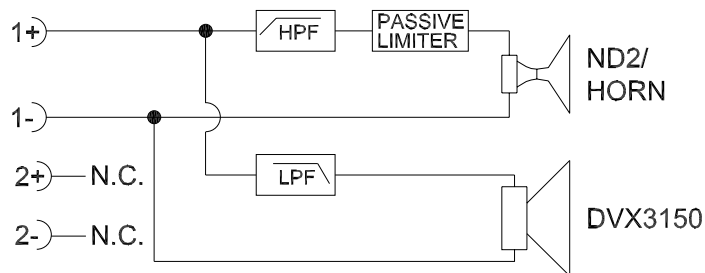 1+
HPF
PASSIVE
LIMITER
ND2/
HORN
1-
2+ N.C.
LPF
2- N.C.
DVX3150